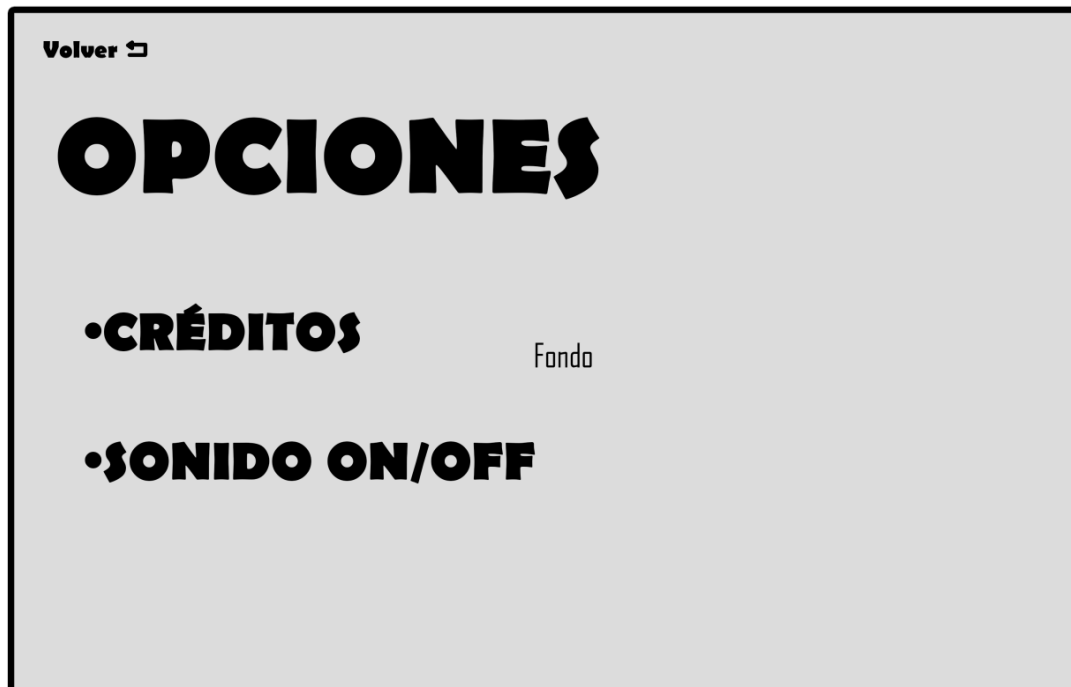 Volver ⮌
OPCIONES
•CRÉDITOS
Fondo
•SONIDO ON/OFF